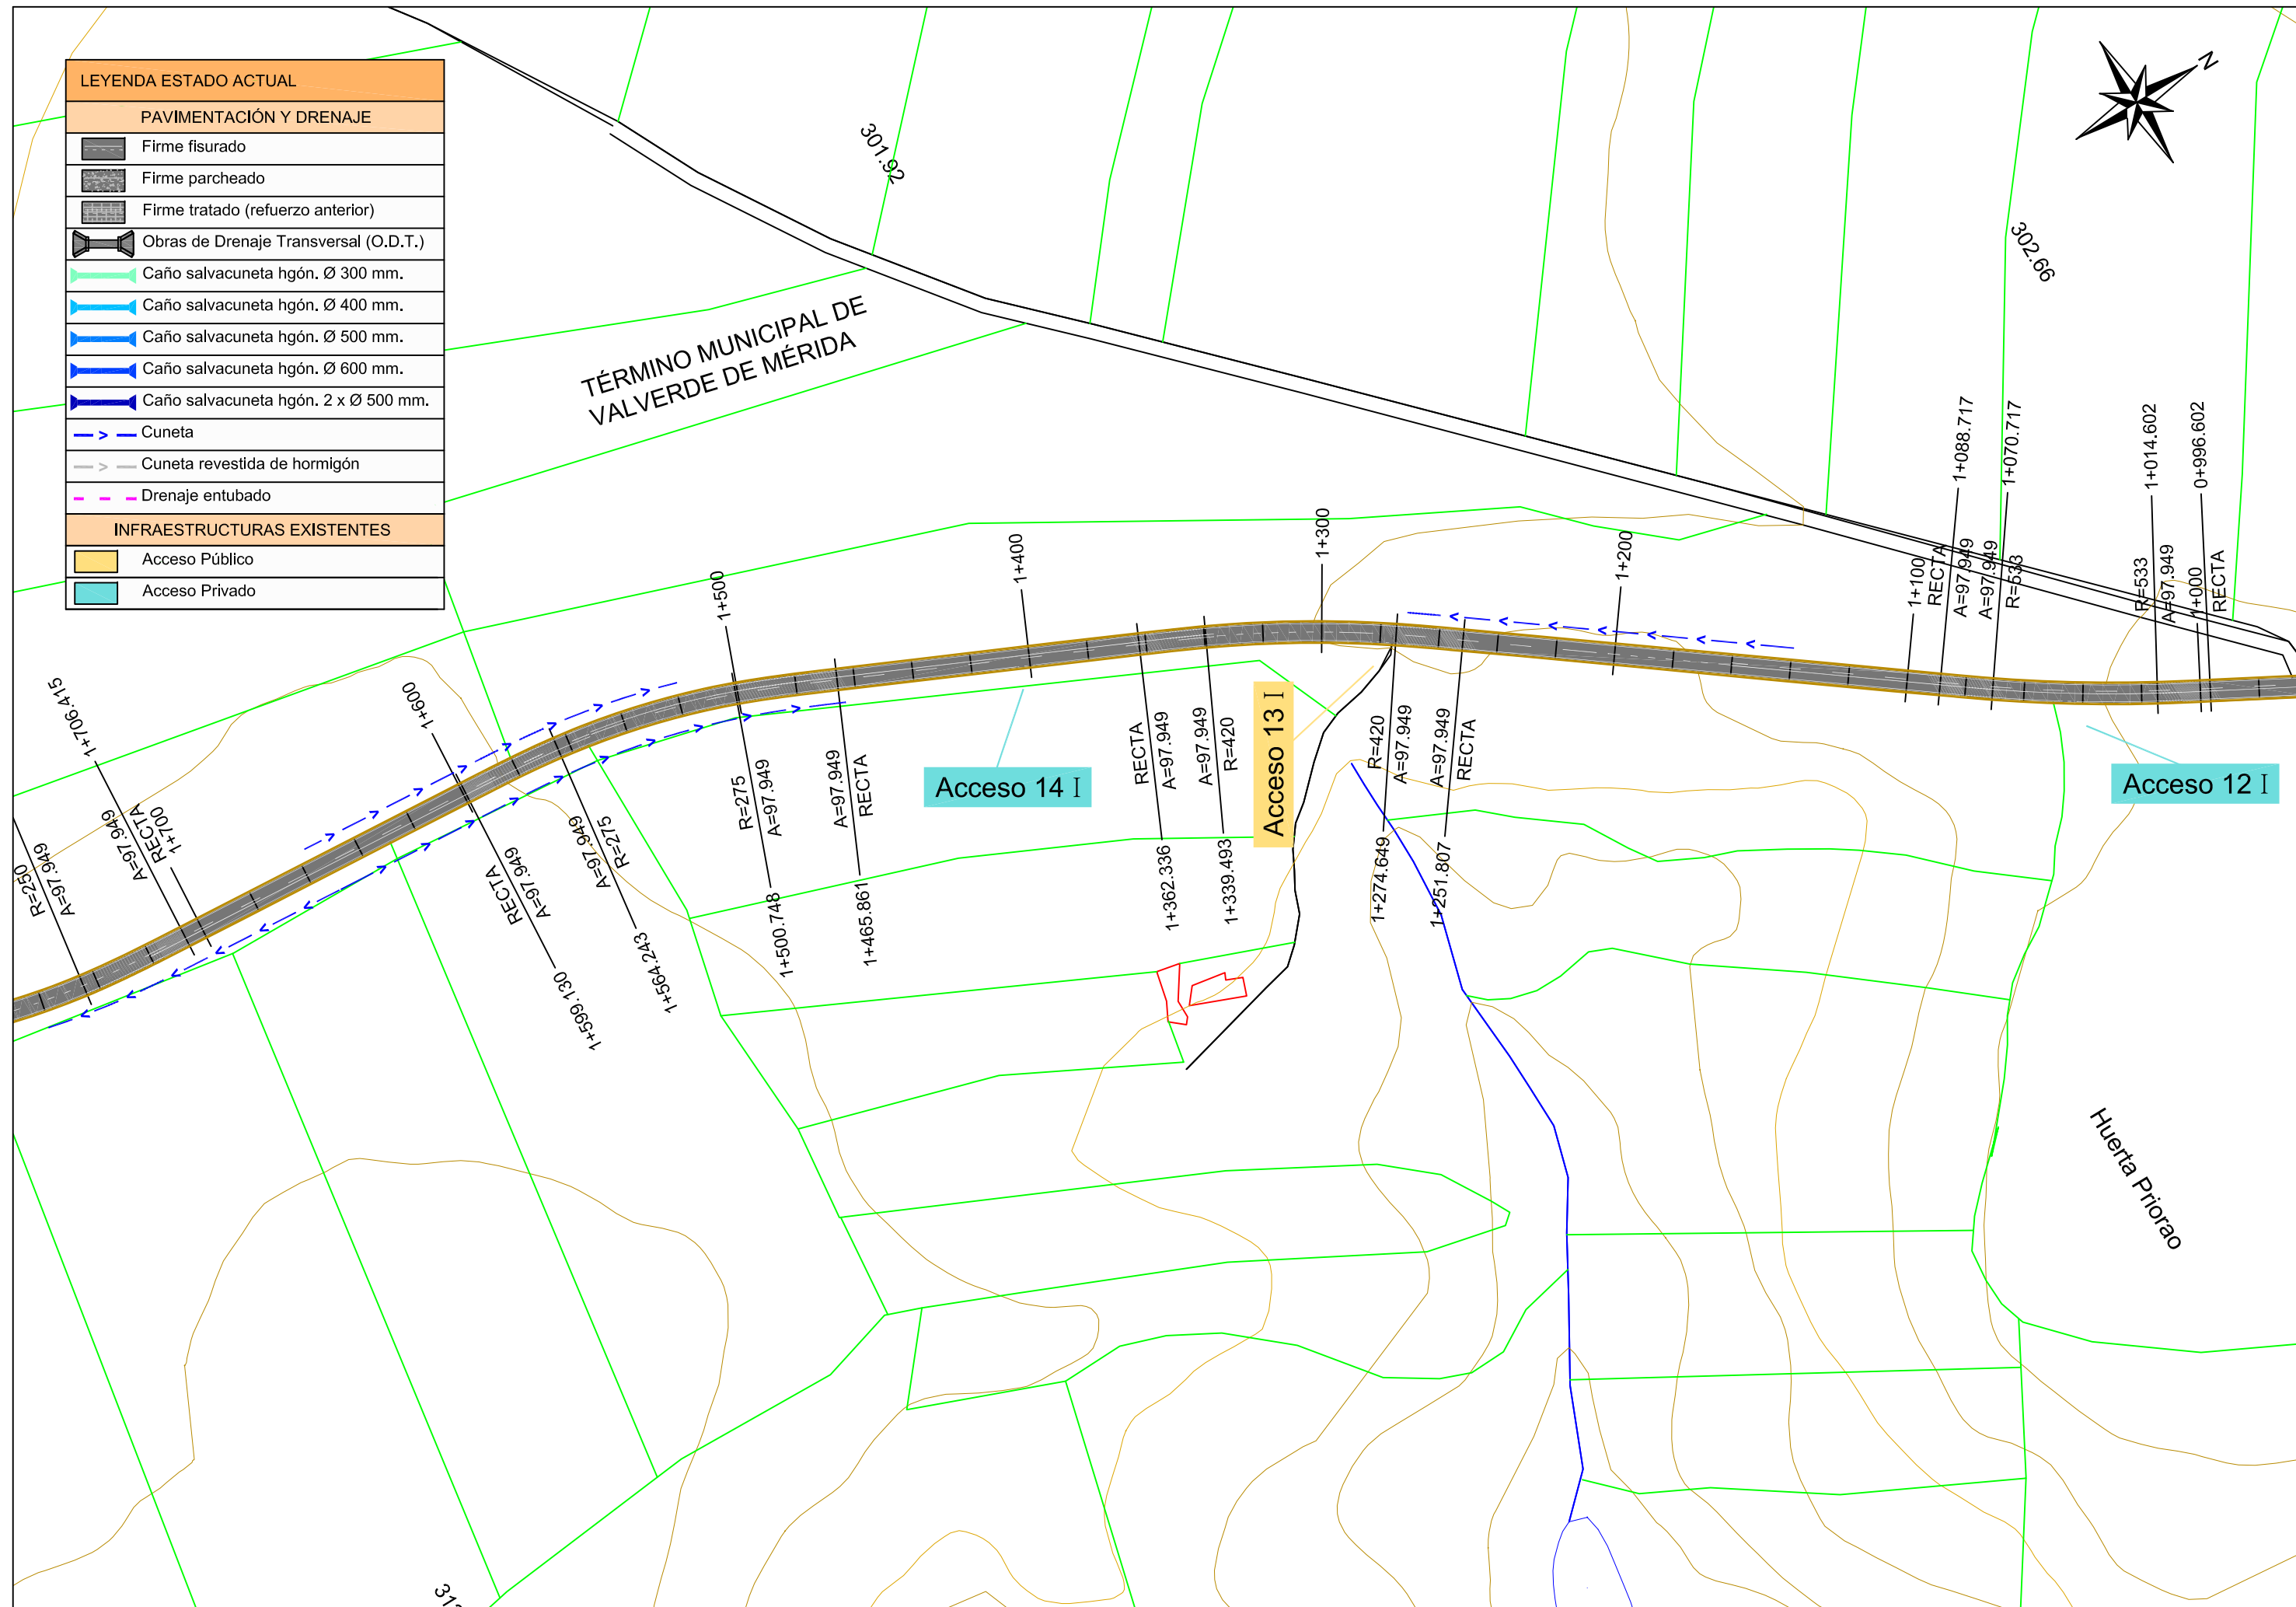 LEYENDA ESTADO ACTUAL
PAVIMENTACIÓN Y DRENAJE
Firme fisurado
Firme parcheado
Firme tratado (refuerzo anterior)
Obras de Drenaje Transversal (O.D.T.)
Caño salvacuneta hgón. Ø 300 mm.
Caño salvacuneta hgón. Ø 400 mm.
Caño salvacuneta hgón. Ø 500 mm.
Caño salvacuneta hgón. Ø 600 mm.
Caño salvacuneta hgón. 2 x Ø 500 mm.
Cuneta
Cuneta revestida de hormigón
Drenaje entubado
INFRAESTRUCTURAS EXISTENTES
Acceso Público
Acceso Privado
N
301.92
302.66
TÉRMINO MUNICIPAL DE
VALVERDE DE MÉRIDA
R=250
A=97.949
1+706.415
A=97.949
RECTA
1+700
1+600
RECTA
A=97.949
1+599.130
A=97.949
R=275
1+564.243
1+500
R=275
A=97.949
1+500.748
A=97.949
RECTA
1+465.861
1+400
Acceso 14 I
RECTA
A=97.949
1+362.336
A=97.949
R=420
1+339.493
1+300
Acceso 13 I
R=420
A=97.949
1+274.649
A=97.949
RECTA
1+251.807
1+200
1+100
RECTA
A=97.949
1+088.717
A=97.949
R=533
1+070.717
R=533
A=97.949
1+014.602
1+000
RECTA
0+996.602
Acceso 12 I
Huerta Priorao